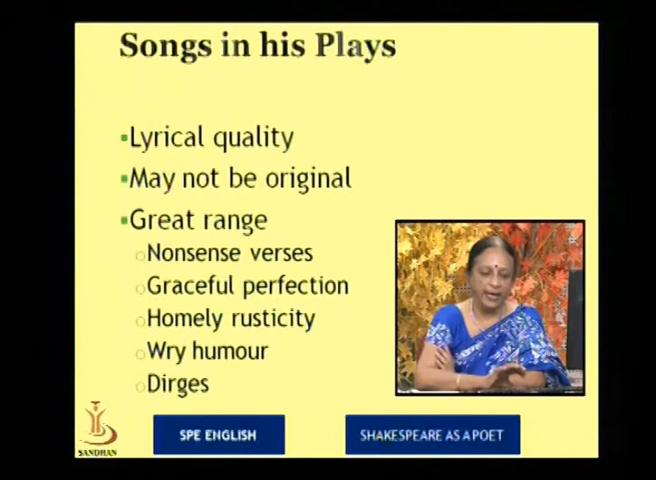 Songs in his Plays
Lyrical quality
May not be original
Great range
Nonsense verses
Graceful perfection
Homely rusticity
Wry humour
Dirges
SANDHAN
SPE ENGLISH
SHAKESPEARE AS A POET